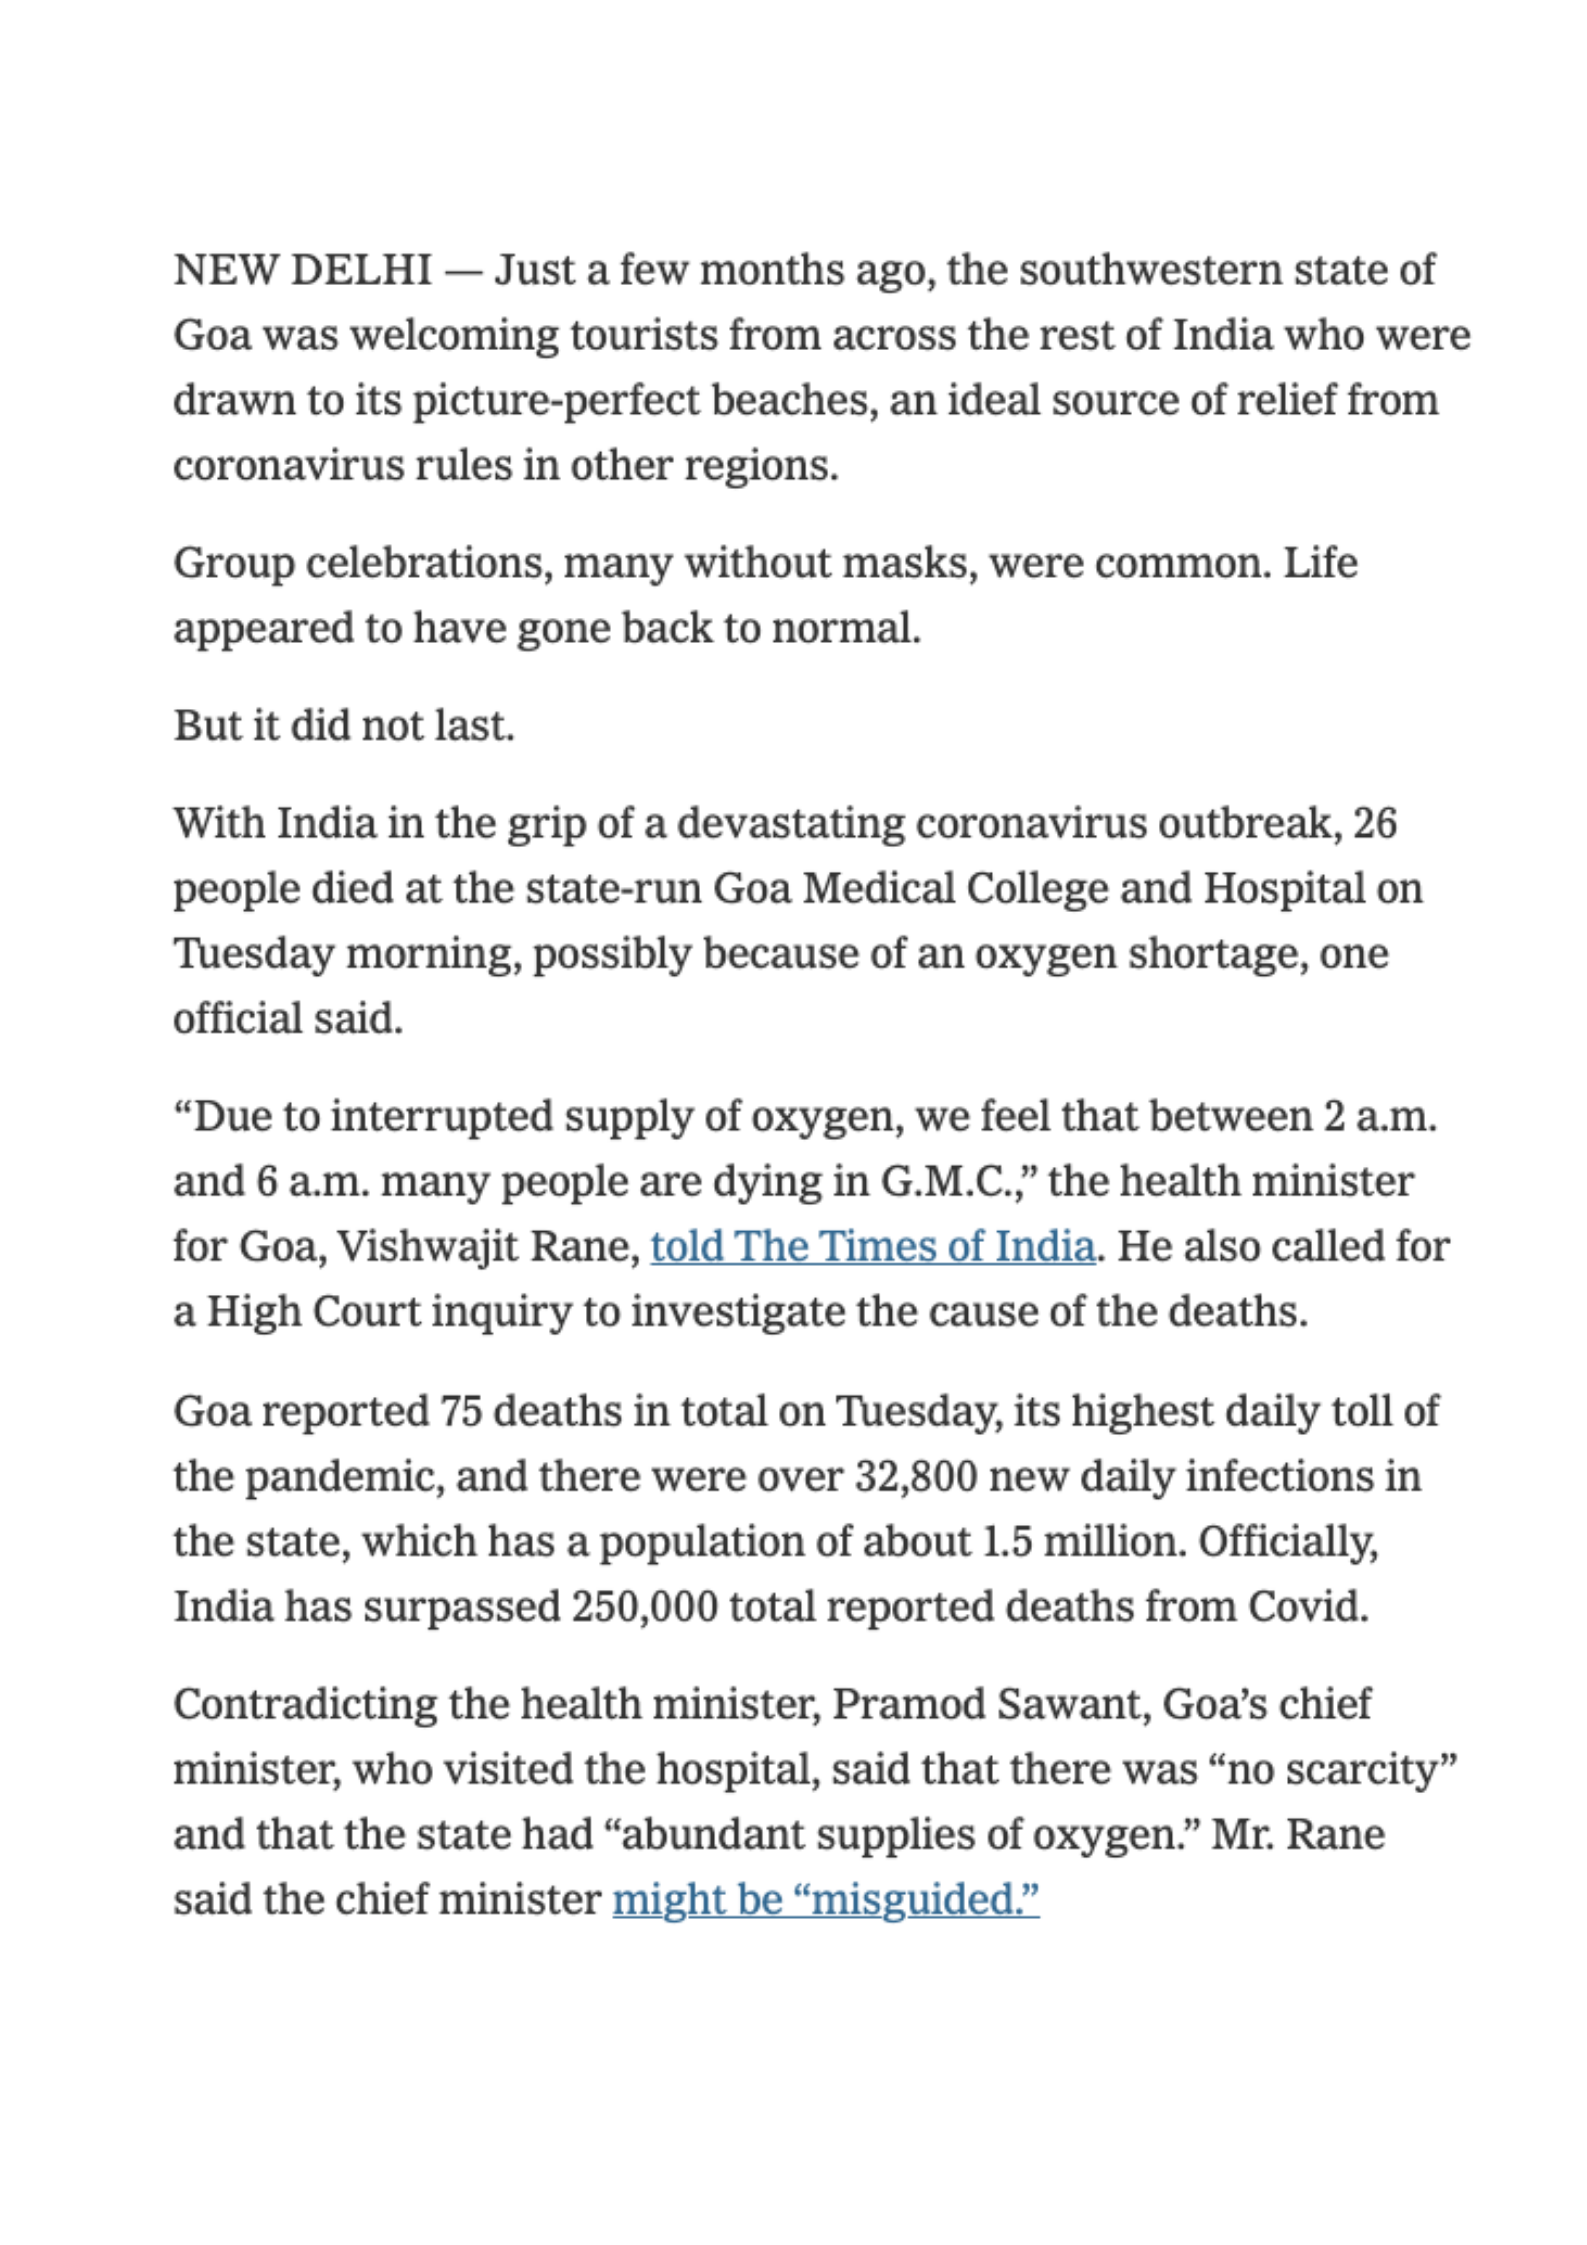 NEW DELHI — Just a few months ago, the southwestern state of
Goa was welcoming tourists from across the rest of India who were
drawn to its picture-perfect beaches, an ideal source of relief from
coronavirus rules in other regions.
Group celebrations, many without masks, were common. Life
appeared to have gone back to normal.
But it did not last.
With India in the grip of a devastating coronavirus outbreak, 26
people died at the state-run Goa Medical College and Hospital on
Tuesday morning, possibly because of an oxygen shortage, one
official said.
“Due to interrupted supply of oxygen, we feel that between 2 a.m.
and 6 a.m. many people are dying in G.M.C.,” the health minister
for Goa, Vishwajit Rane, told The Times of India. He also called for
a High Court inquiry to investigate the cause of the deaths.
Goa reported 75 deaths in total on Tuesday, its highest daily toll of
the pandemic, and there were over 32,800 new daily infections in
the state, which has a population of about 1.5 million. Officially,
India has surpassed 250,000 total reported deaths from Covid.
Contradicting the health minister, Pramod Sawant, Goa’s chief
minister, who visited the hospital, said that there was “no scarcity”
and that the state had “abundant supplies of oxygen.” Mr. Rane
said the chief minister might be “misguided.”